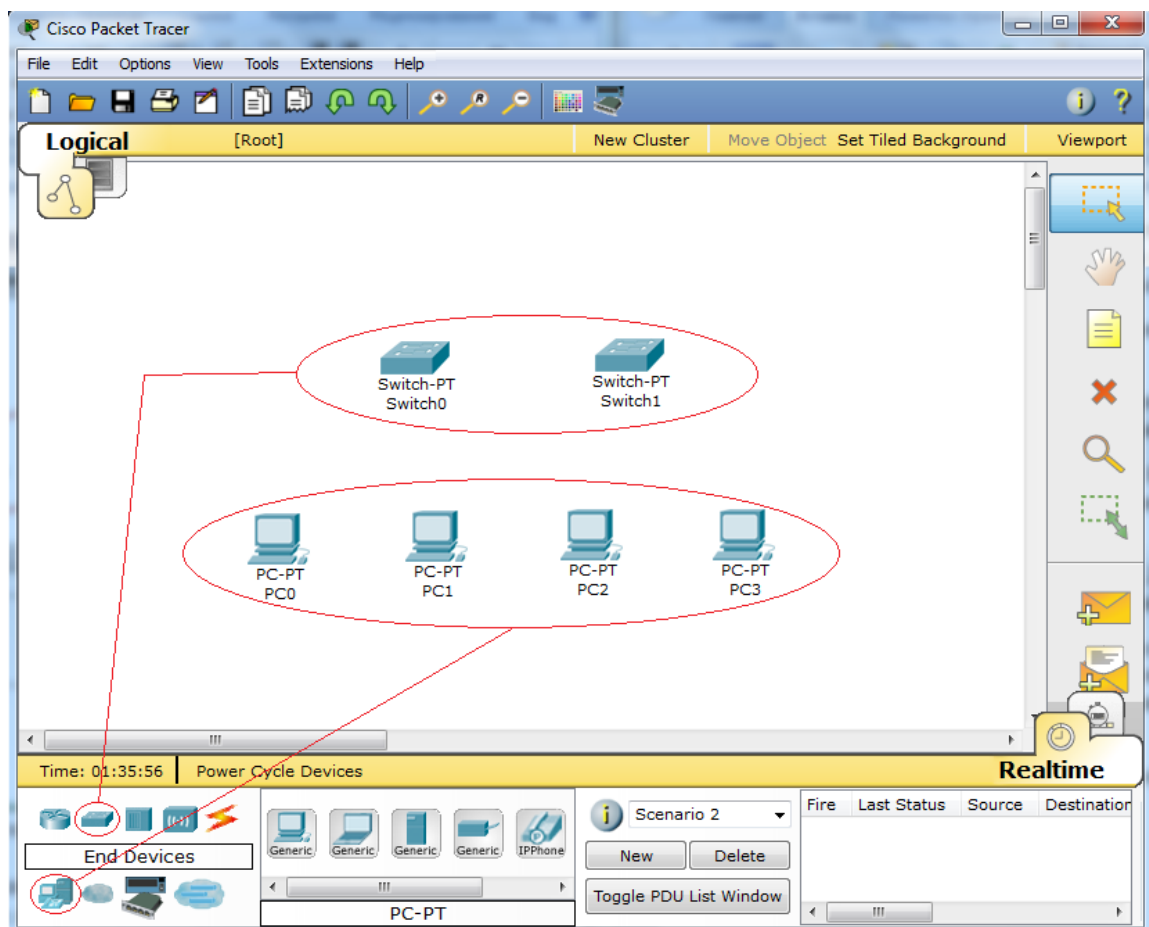 Cisco Packet Tracer
File Edit Options View Tools Extensions Help
Logical [Root] New Cluster Move Object Set Tiled Background Viewport
Switch-PT
Switch0
Switch-PT
Switch1
PC-PT
PC0
PC-PT
PC1
PC-PT
PC2
PC-PT
PC3
Time: 01:35:56 Power Cycle Devices Realtime
End Devices
Generic Generic Generic Generic IPPhone
PC-PT
Scenario 2
New Delete
Toggle PDU List Window
Fire Last Status Source Destination